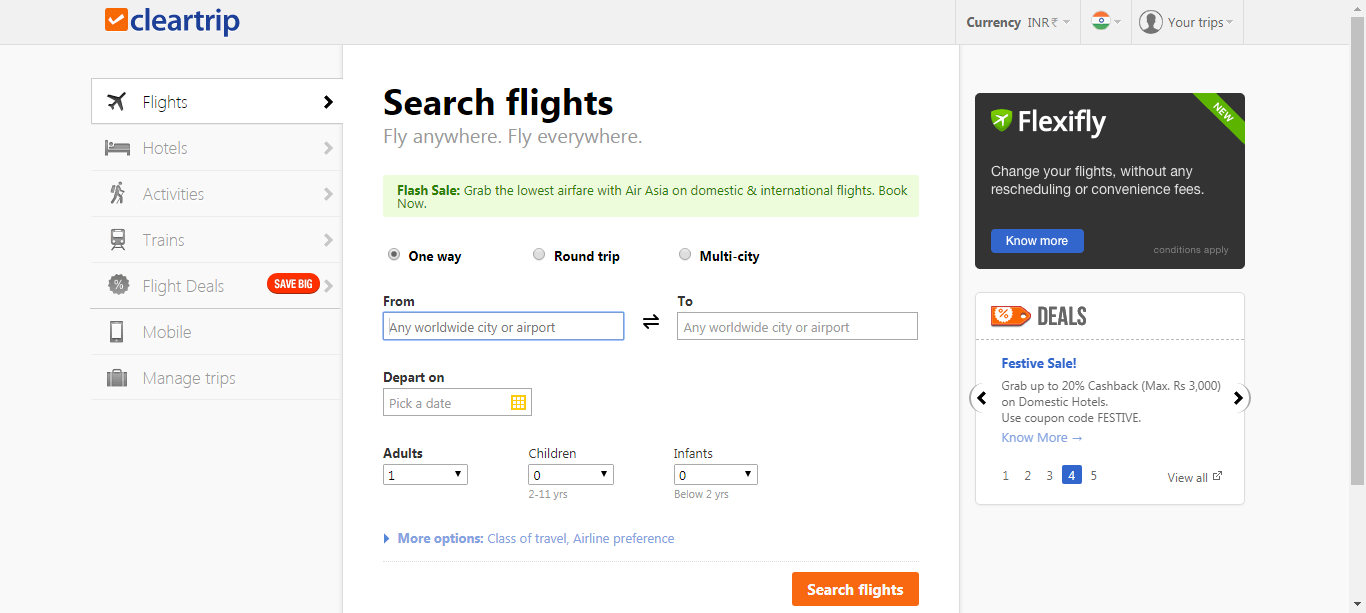 cleartrip
Currency INR ₹
Your trips
Flights
Hotels
Activities
Trains
Flight Deals SAVE BIG
Mobile
Manage trips
Search flights
Fly anywhere. Fly everywhere.
Flash Sale: Grab the lowest airfare with Air Asia on domestic & international flights. Book
Now.
One way Round trip Multi-city
From To
Any worldwide city or airport Any worldwide city or airport
Depart on
Pick a date
Adults Children Infants
1 0 0
2-11 yrs Below 2 yrs
More options: Class of travel, Airline preference
Search flights
NEW
Flexifly
Change your flights, without any
rescheduling or convenience fees.
Know more
conditions apply
% DEALS
Festive Sale!
Grab up to 20% Cashback (Max. Rs 3,000)
on Domestic Hotels.
Use coupon code FESTIVE.
Know More →
1 2 3 4 5 View all